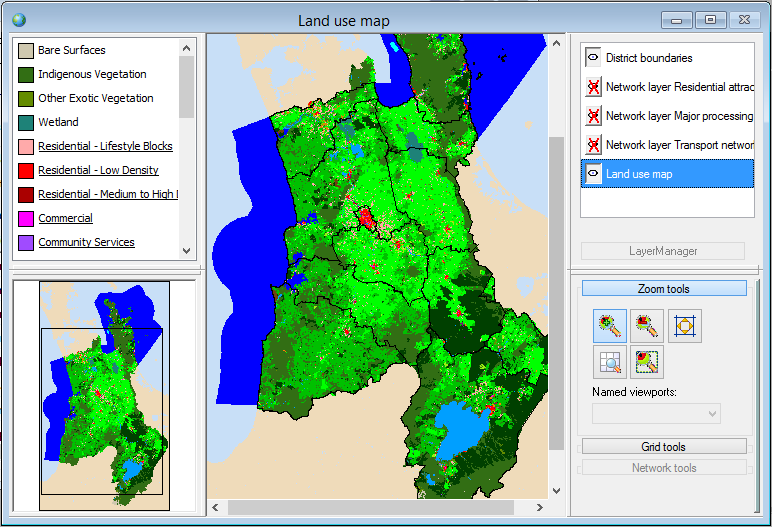 Land use map
Bare Surfaces
Indigenous Vegetation
Other Exotic Vegetation
Wetland
Residential - Lifestyle Blocks
Residential - Low Density
Residential - Medium to High
Commercial
Community Services
District boundaries
Network layer Residential attrac
Network layer Major processing
Network layer Transport networ
Land use map
LayerManager
Zoom tools
Named viewports:
Grid tools
Network tools